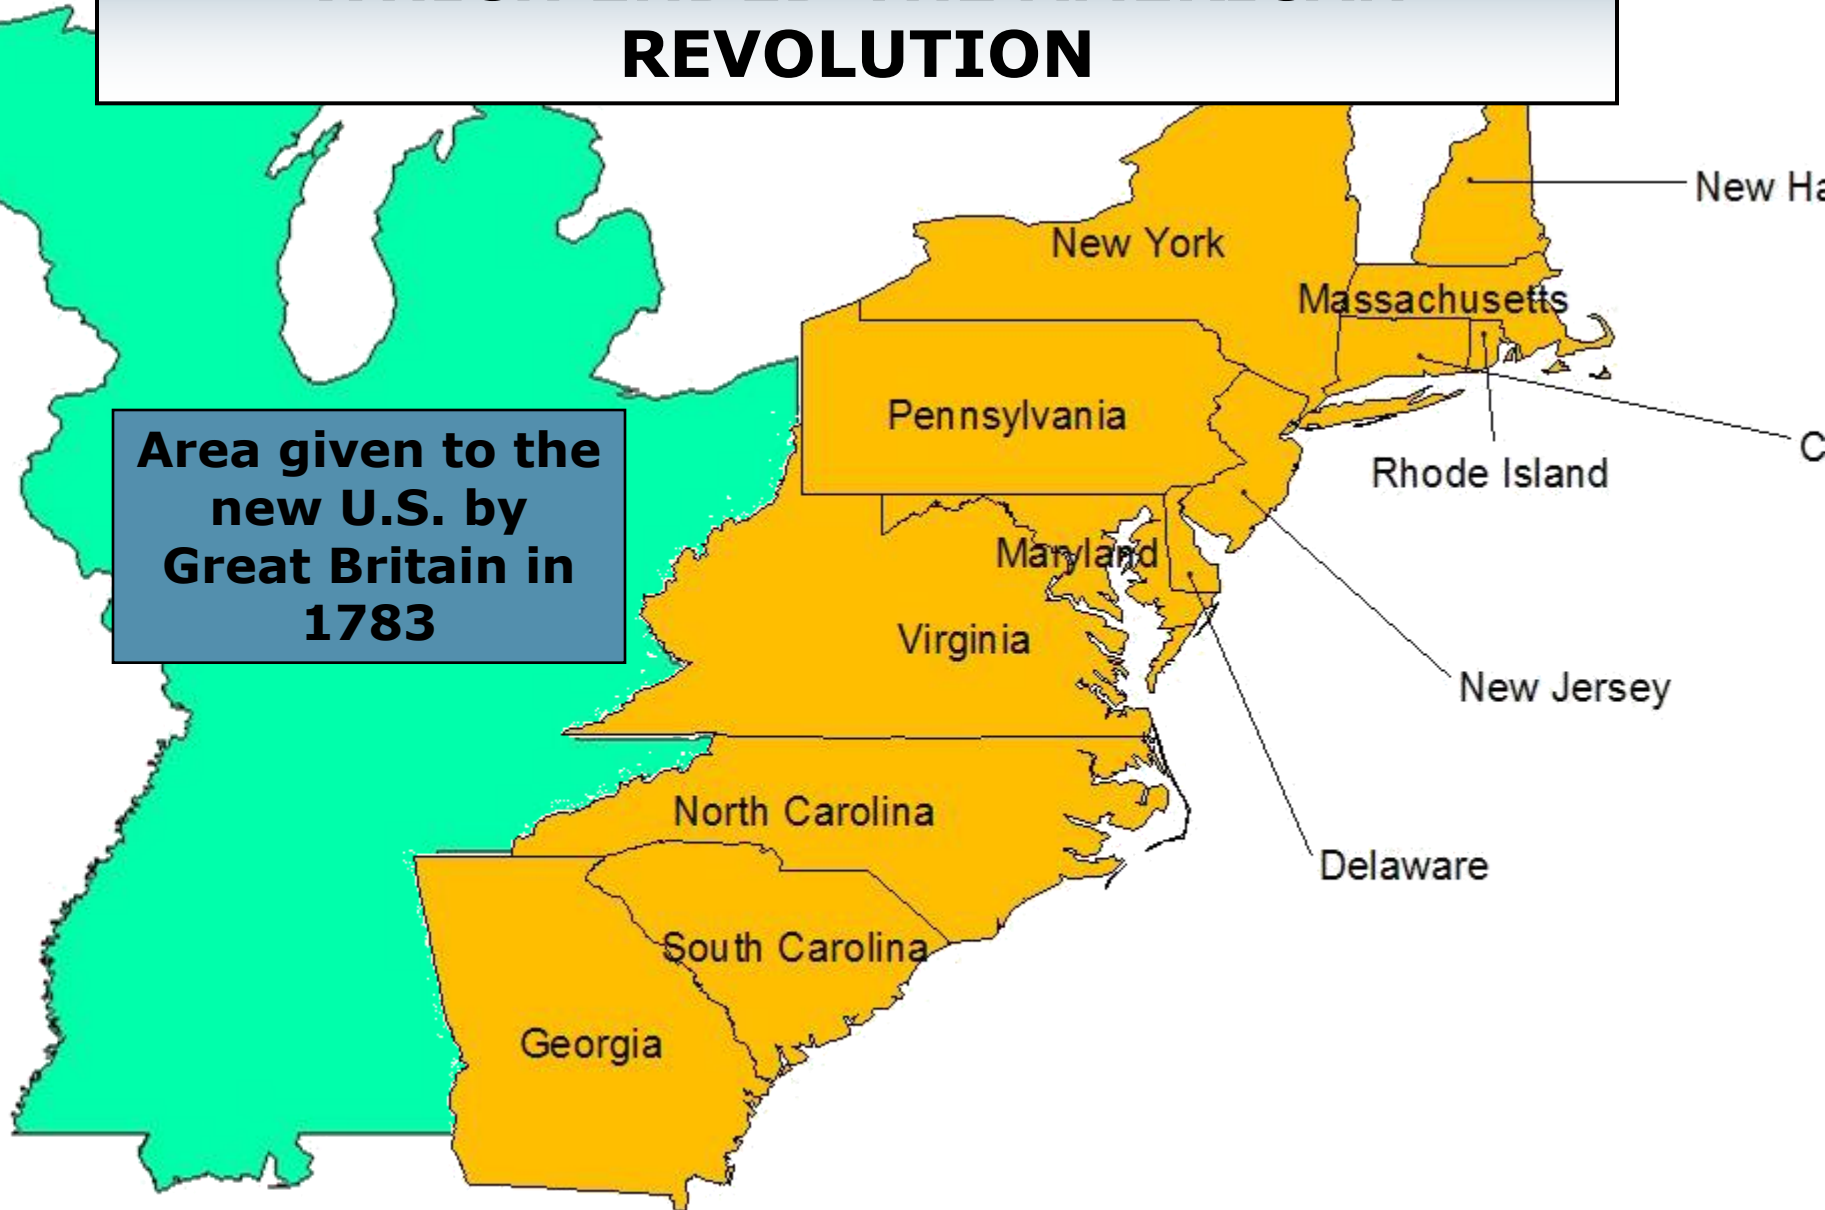 REVOLUTION
New York
Massachusetts
Pennsylvania
Rhode Island
Area given to the
new U.S. by
Great Britain in
1783
Maryland
Virginia
New Jersey
North Carolina
Delaware
South Carolina
Georgia
New